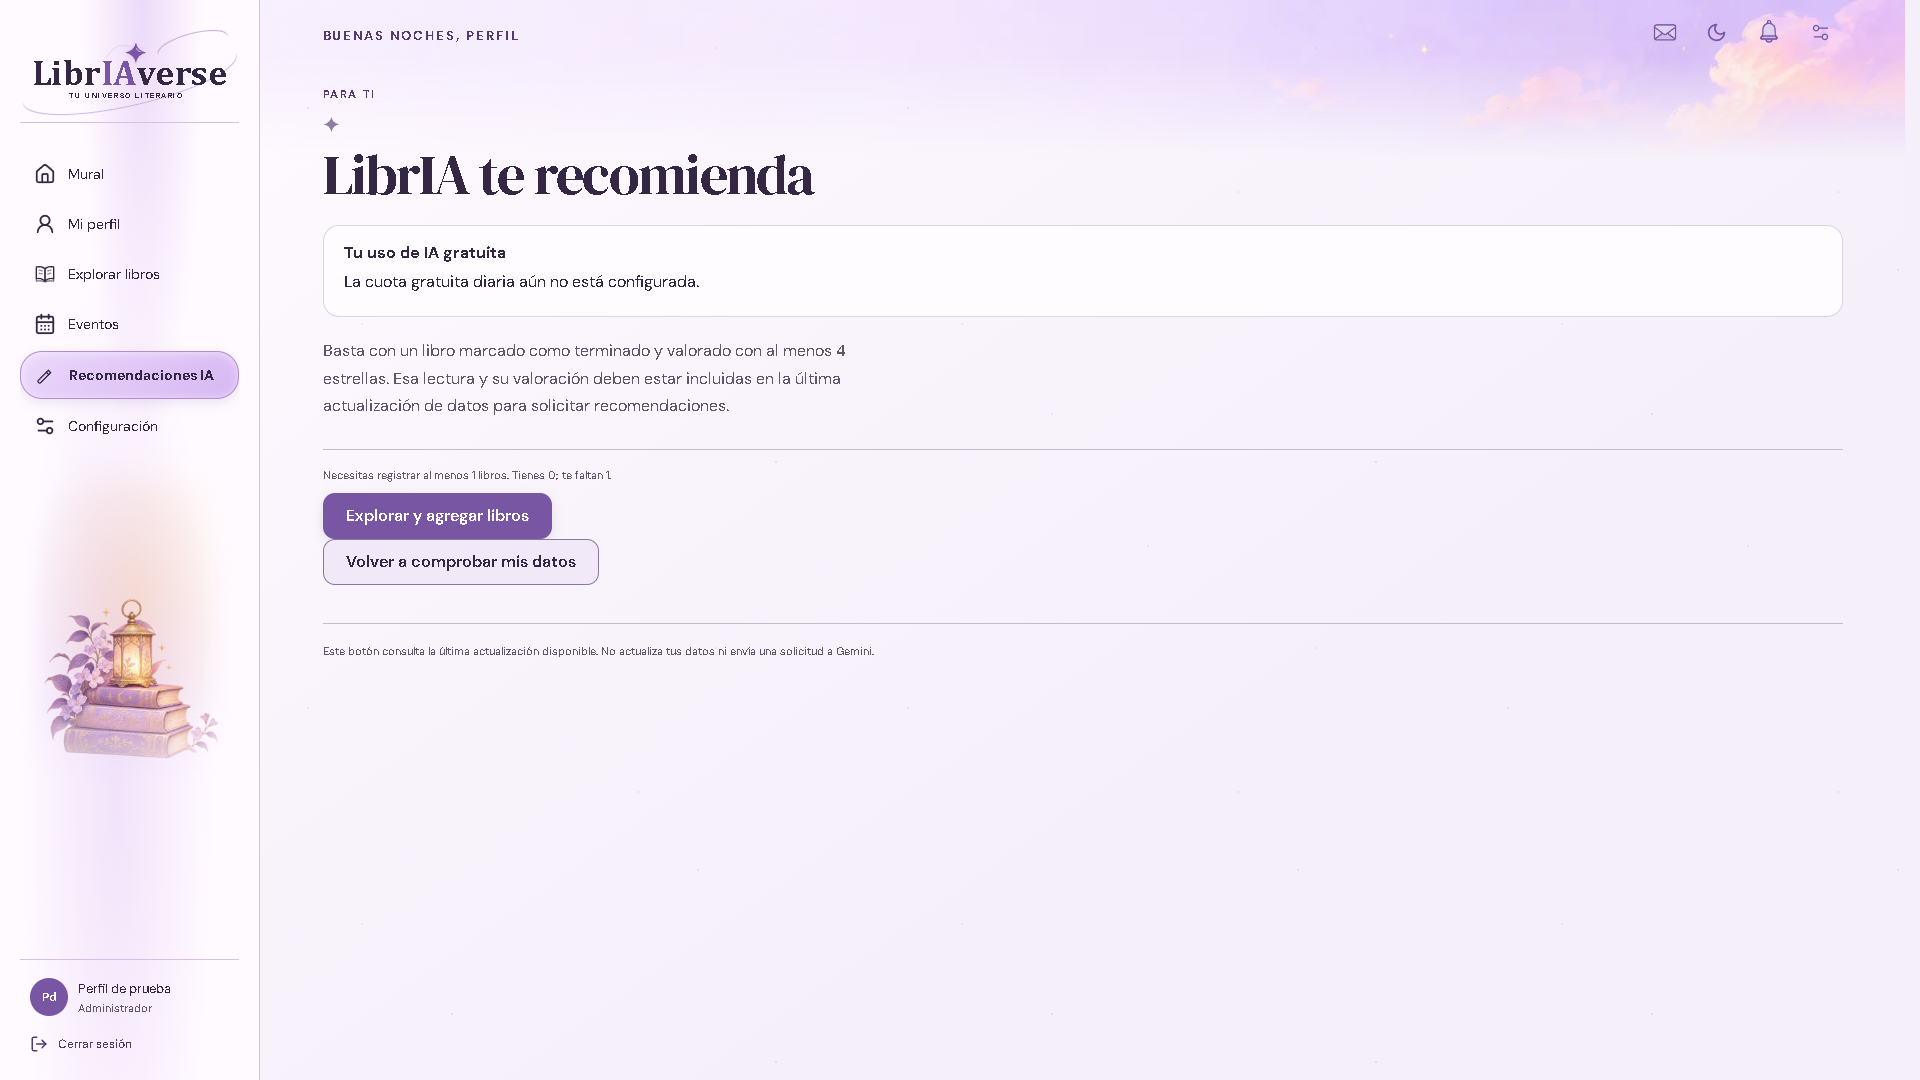 LibrIAverse
TU UNIVERSO LITERARIO
Mural
Mi perfil
Explorar libros
Eventos
Recomendaciones IA
Configuración
Pd
Perfil de prueba
Administrador
Cerrar sesión
BUENAS NOCHES, PERFIL
PARA TI
LibrIA te recomienda
Tu uso de IA gratuita
La cuota gratuita diaria aún no está configurada.
Basta con un libro marcado como terminado y valorado con al menos 4
estrellas. Esa lectura y su valoración deben estar incluidas en la última
actualización de datos para solicitar recomendaciones.
Necesitas registrar al menos 1 libros. Tienes 0; te faltan 1.
Explorar y agregar libros
Volver a comprobar mis datos
Este botón consulta la última actualización disponible. No actualiza tus datos ni envía una solicitud a Gemini.